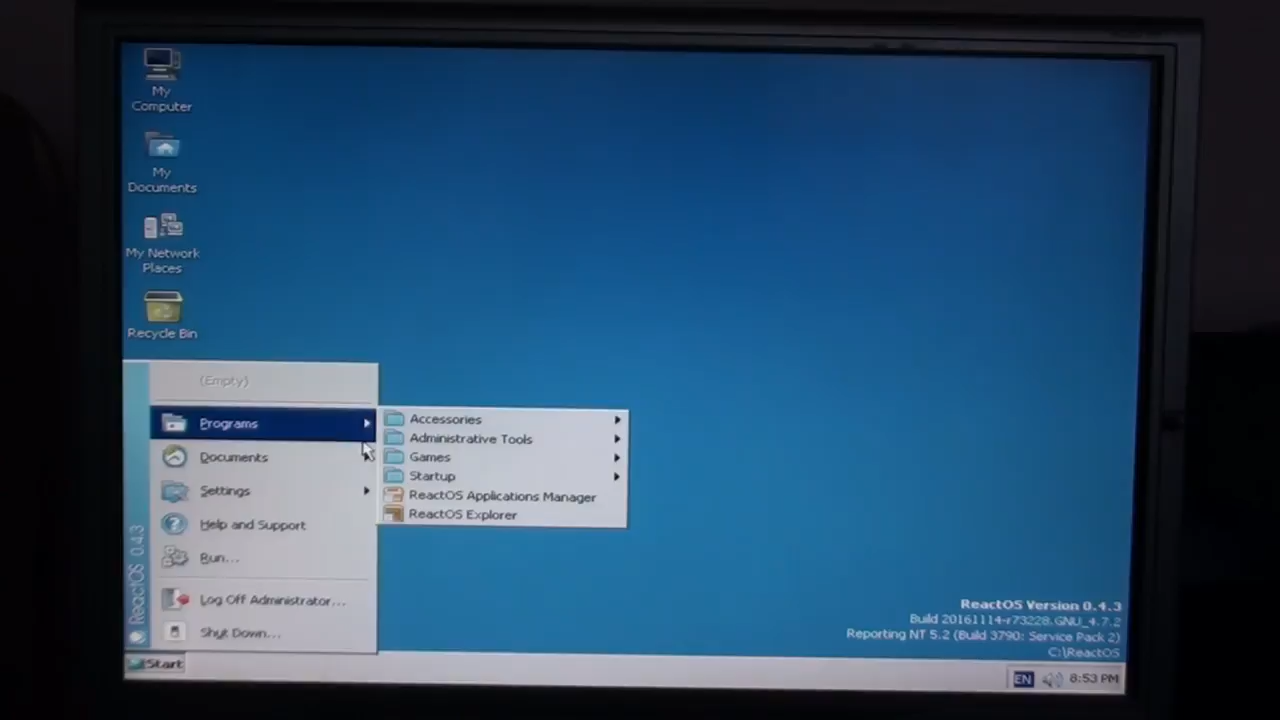 My
Computer
My
Documents
My Network
Places
Recycle Bin
(Empty)
Programs
Documents
Settings
Help and Support
Run...
Log Off Administrator...
Shut Down...
ReactOS 0.4.3
Accessories
Administrative Tools
Games
Startup
ReactOS Applications Manager
ReactOS Explorer
ReactOS Version 0.4.3
Build 20161114-r73228.GNU_4.7.2
Reporting NT 5.2 (Build 3790: Service Pack 2)
C:\ReactOS
Start
EN
8:53 PM